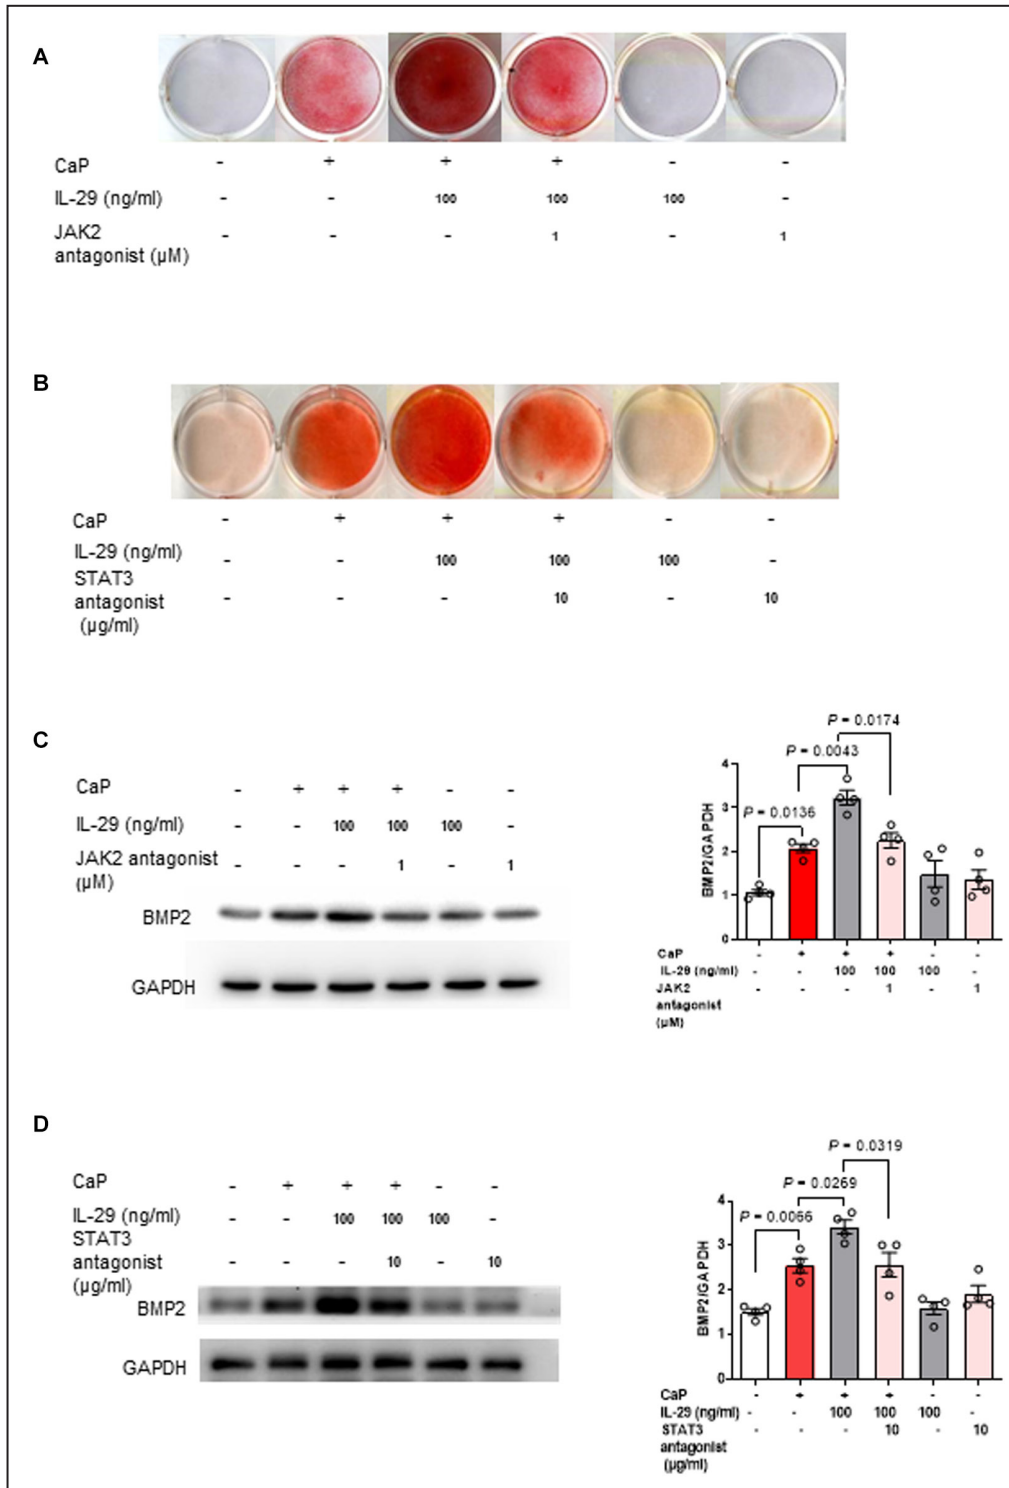 A
CaP - + + + - -
IL-29 (ng/ml) - - 100 100 100 -
JAK2
antagonist (µM) - - - 1 - 1
B
CaP - + + + - -
IL-29 (ng/ml) - - 100 100 100 -
STAT3
antagonist - - - 10 - 10
(µg/ml)
C
CaP - + + + - -
IL-29 (ng/ml) - - 100 100 100 -
JAK2 antagonist - - - 1 - 1
(µM)
BMP2
GAPDH
P = 0.0174
P = 0.0043
P = 0.0136
BMP2/GAPDH
4
3
2
1
0
CaP - + + + - -
IL-29 (ng/ml) - - 100 100 100 -
JAK2 - - - 1 - 1
antagonist
(µM)
D
CaP - + + + - -
IL-29 (ng/ml) - - 100 100 100 -
STAT3
antagonist - - - 10 - 10
(µg/ml)
BMP2
GAPDH
P = 0.0319
P = 0.0269
P = 0.0066
BMP2/GAPDH
4
3
2
1
0
CaP - + + + - -
IL-29 (ng/ml) - - 100 100 100 -
STAT3 - - - 10 - 10
antagonist
(µg/ml)